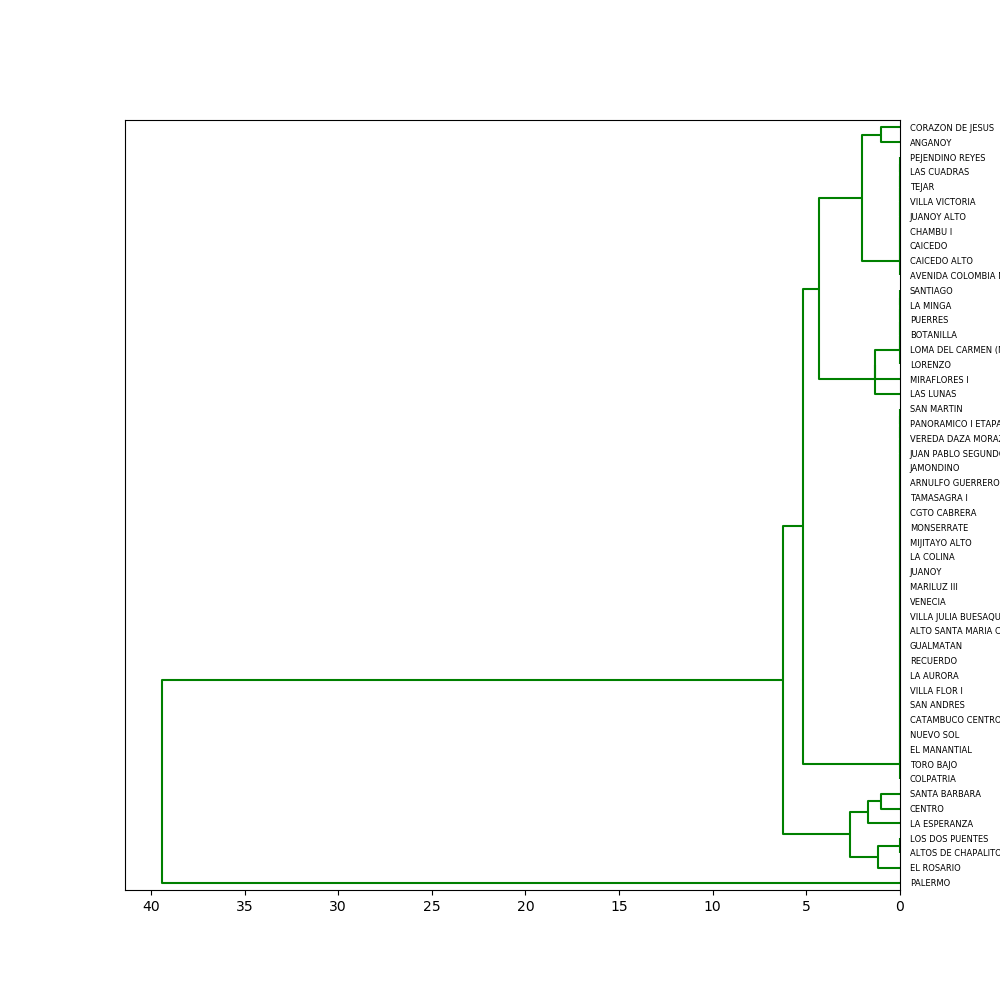 CORAZON DE JESUS
ANGANOY
PEJENDINO REYES
LAS CUADRAS
TEJAR
VILLA VICTORIA
JUANOY ALTO
CHAMBU I
CAICEDO
CAICEDO ALTO
AVENIDA COLOMBIA
SANTIAGO
LA MINGA
PUERRES
BOTANILLA
LOMA DEL CARMEN
LORENZO
MIRAFLORES I
LAS LUNAS
SAN MARTIN
PANORAMICO I ETAPA
VEREDA DAZA
JUAN PABLO
JAMONDINO
ARNULFO GUERRERO
TAMASAGRA I
CGTO CABRERA
MONSERRATE
MIJITAYO ALTO
LA COLINA
JUANOY
MARILUZ III
VENECIA
VILLA JULIA
ALTO SANTA MARIA
GUALMATAN
RECUERDO
LA AURORA
VILLA FLOR I
SAN ANDRES
CATAMBUCO CENTRO
NUEVO SOL
EL MANANTIAL
TORO BAJO
COLPATRIA
SANTA BARBARA
CENTRO
LA ESPERANZA
LOS DOS PUENTES
ALTOS DE CHAPALITO
EL ROSARIO
PALERMO
40 35 30 25 20 15 10 5 0